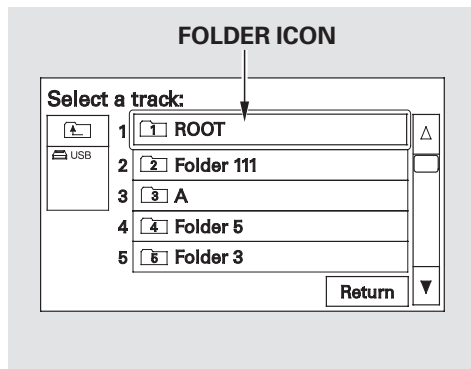 FOLDER ICON
Select a track:
USB
1 1 ROOT
2 2 Folder 111
3 3 A
4 4 Folder 5
5 5 Folder 3
Return